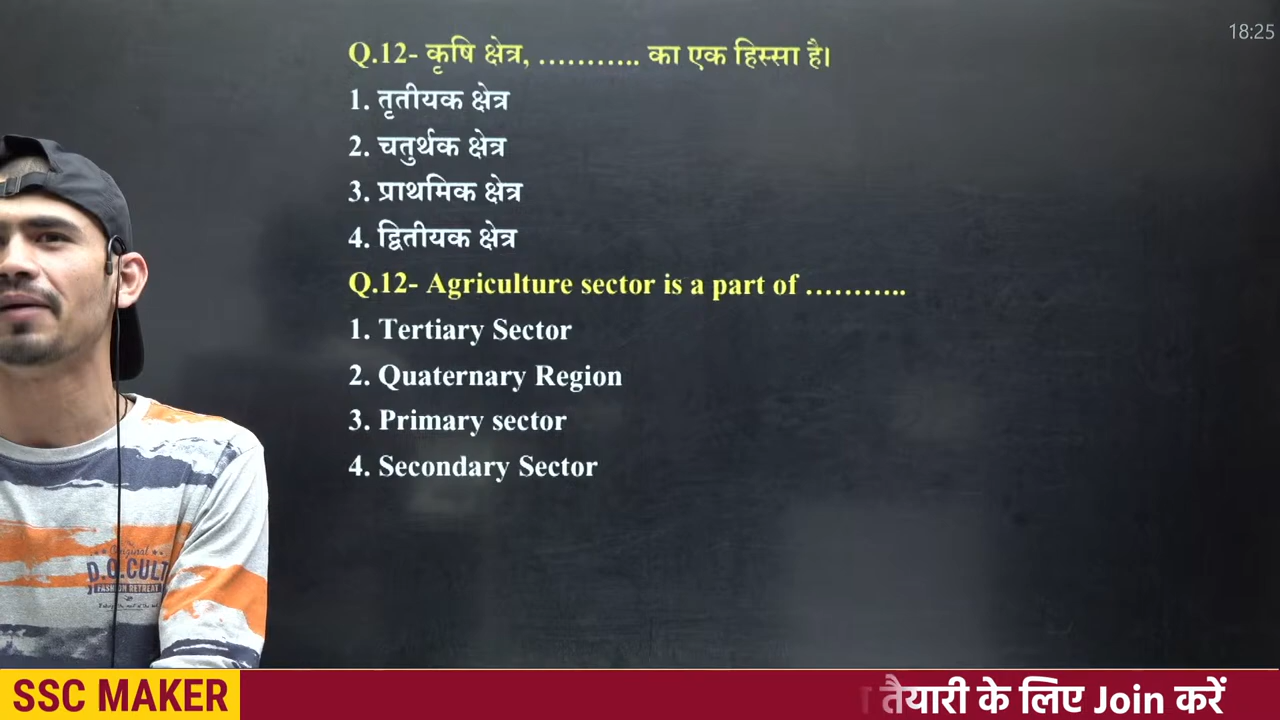 18:25
Q.12- कृषि क्षेत्र, ……….. का एक हिस्सा है।
1. तृतीयक क्षेत्र
2. चतुर्थक क्षेत्र
3. प्राथमिक क्षेत्र
4. द्वितीयक क्षेत्र
Q.12- Agriculture sector is a part of ………..
1. Tertiary Sector
2. Quaternary Region
3. Primary sector
4. Secondary Sector
Original
D.C.CULT
FASHION RETREAT
SSC MAKER
तैयारी के लिए Join करें